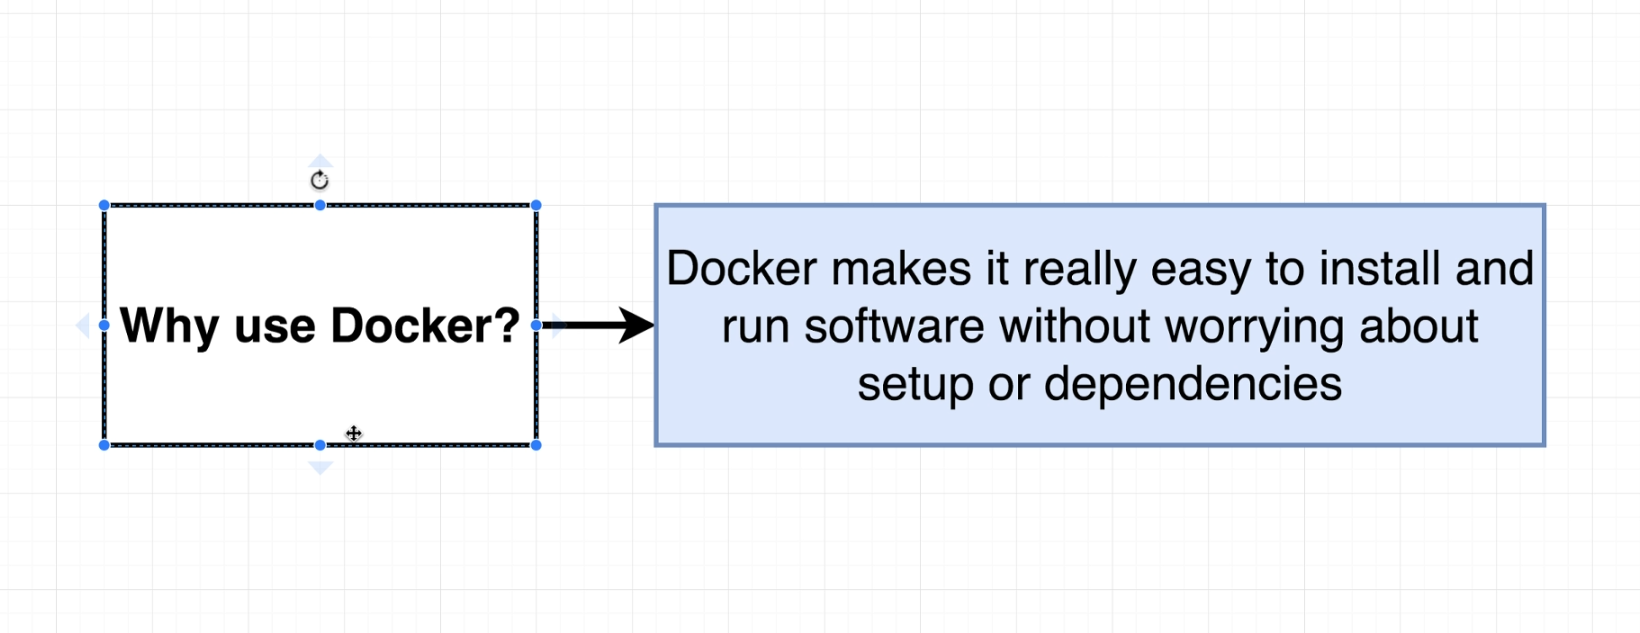 Why use Docker?
Docker makes it really easy to install and
run software without worrying about
setup or dependencies